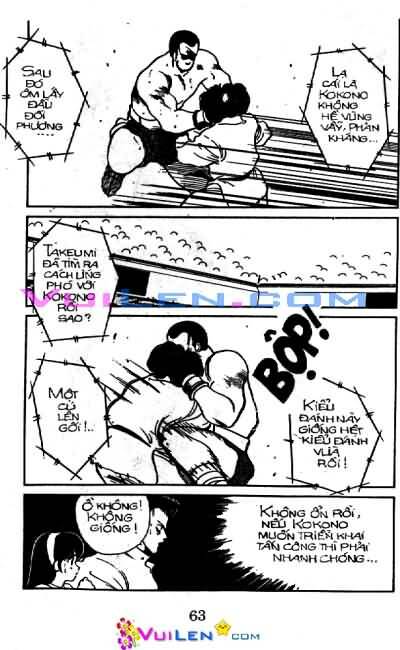 SAU
ĐÓ
ÔM LẤY
ĐẦU
ĐỐI
PHƯƠNG
....
LẠ
CÁI LÀ
KOKONO
KHÔNG
HỀ VÙNG
VẪY, PHẢN
KHÁNG...
TAKEUMI
ĐÃ TÌM RA
CÁCH ỨNG
PHÓ VỚI
KOKONO
RỒI
SAO?
VUILEN.COM
BỐP!
MỘT
CÚ
LÊN
GỐI!..
KIỂU
ĐÁNH NÀY
GIỐNG HỆT
KIỂU ĐÁNH
VỪA
RỒI!
Ồ KHÔNG!
KHÔNG
GIỐNG!
KHÔNG ỔN RỒI,
NẾU KOKONO
MUỐN TRIỂN KHAI
TẤN CÔNG THÌ PHẢI
NHANH CHÓNG...
63
VUILEN.COM